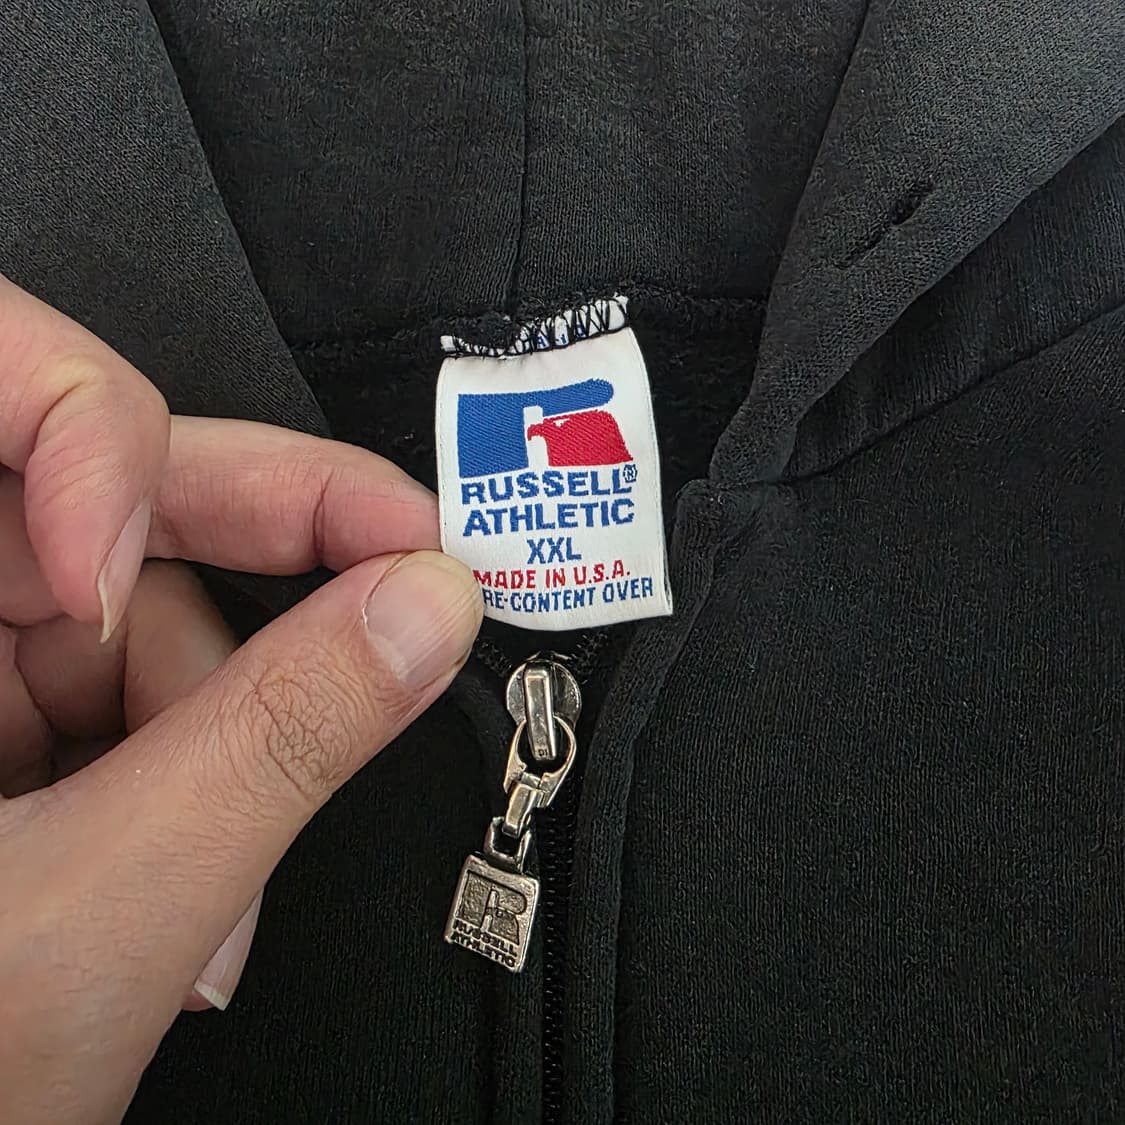 RUSSELL®
ATHLETIC
XXL
MADE IN U.S.A.
RE-CONTENT OVER
RUSSELL
ATHLETIC